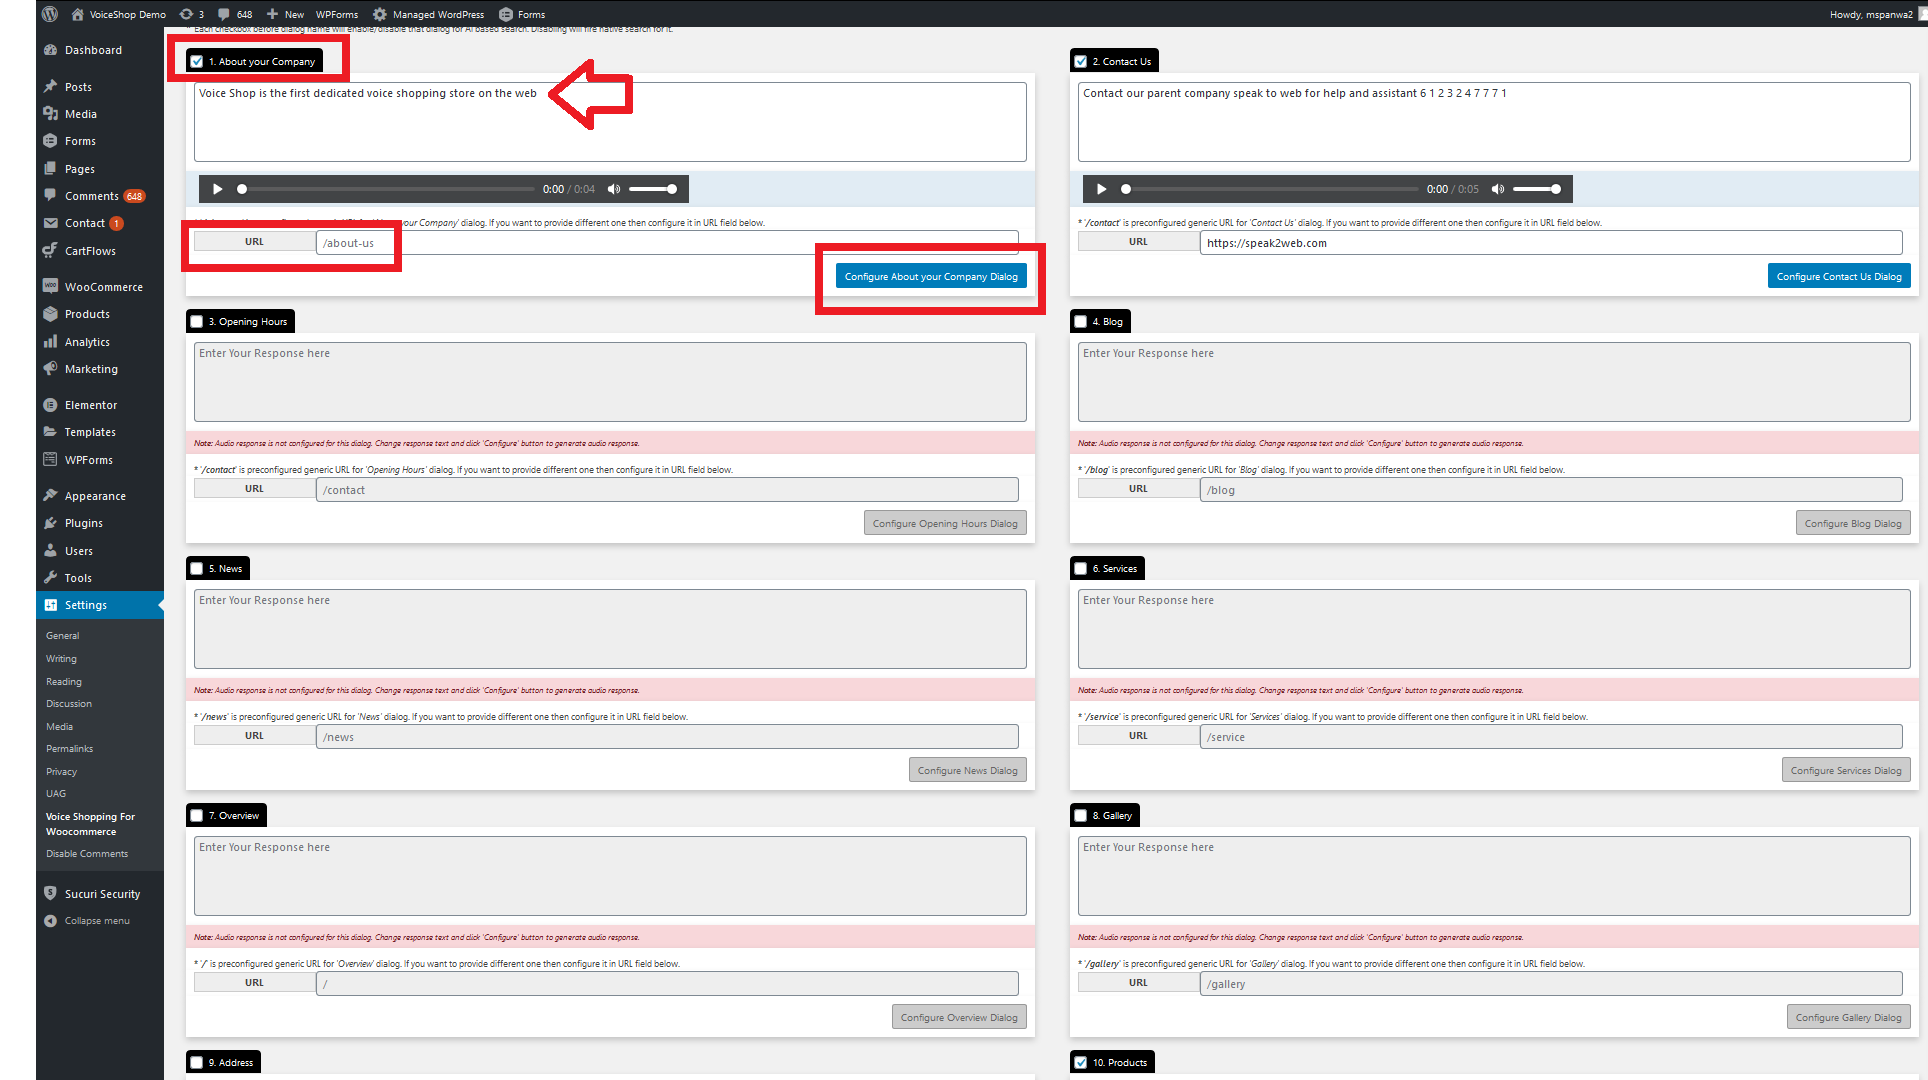 VoiceShop Demo 3 648 New WPForms Managed WordPress Forms Howdy, mspanwa2
Dashboard
Posts
Media
Forms
Pages
Comments 648
Contact 1
CartFlows
WooCommerce
Products
Analytics
Marketing
Elementor
Templates
WPForms
Appearance
Plugins
Users
Tools
Settings
General
Writing
Reading
Discussion
Media
Permalinks
Privacy
UAG
Voice Shopping For
Woocommerce
Disable Comments
Sucuri Security
Collapse menu
* Each checkbox before dialog name will enable/disable that dialog for AI based search. Disabling will fire native search for it.
1. About your Company
Voice Shop is the first dedicated voice shopping store on the web
0:00 / 0:04
your Company' dialog. If you want to provide different one then configure it in URL field below.
URL /about-us
Configure About your Company Dialog
2. Contact Us
Contact our parent company speak to web for help and assistant 6 1 2 3 2 4 7 7 7 1
0:00 / 0:05
* '/contact' is preconfigured generic URL for 'Contact Us' dialog. If you want to provide different one then configure it in URL field below.
URL https://speak2web.com
Configure Contact Us Dialog
3. Opening Hours
Enter Your Response here
Note: Audio response is not configured for this dialog. Change response text and click 'Configure' button to generate audio response.
* '/contact' is preconfigured generic URL for 'Opening Hours' dialog. If you want to provide different one then configure it in URL field below.
URL /contact
Configure Opening Hours Dialog
4. Blog
Enter Your Response here
Note: Audio response is not configured for this dialog. Change response text and click 'Configure' button to generate audio response.
* '/blog' is preconfigured generic URL for 'Blog' dialog. If you want to provide different one then configure it in URL field below.
URL /blog
Configure Blog Dialog
5. News
Enter Your Response here
Note: Audio response is not configured for this dialog. Change response text and click 'Configure' button to generate audio response.
* '/news' is preconfigured generic URL for 'News' dialog. If you want to provide different one then configure it in URL field below.
URL /news
Configure News Dialog
6. Services
Enter Your Response here
Note: Audio response is not configured for this dialog. Change response text and click 'Configure' button to generate audio response.
* '/service' is preconfigured generic URL for 'Services' dialog. If you want to provide different one then configure it in URL field below.
URL /service
Configure Services Dialog
7. Overview
Enter Your Response here
Note: Audio response is not configured for this dialog. Change response text and click 'Configure' button to generate audio response.
* '/' is preconfigured generic URL for 'Overview' dialog. If you want to provide different one then configure it in URL field below.
URL /
Configure Overview Dialog
8. Gallery
Enter Your Response here
Note: Audio response is not configured for this dialog. Change response text and click 'Configure' button to generate audio response.
* '/gallery' is preconfigured generic URL for 'Gallery' dialog. If you want to provide different one then configure it in URL field below.
URL /gallery
Configure Gallery Dialog
9. Address
10. Products